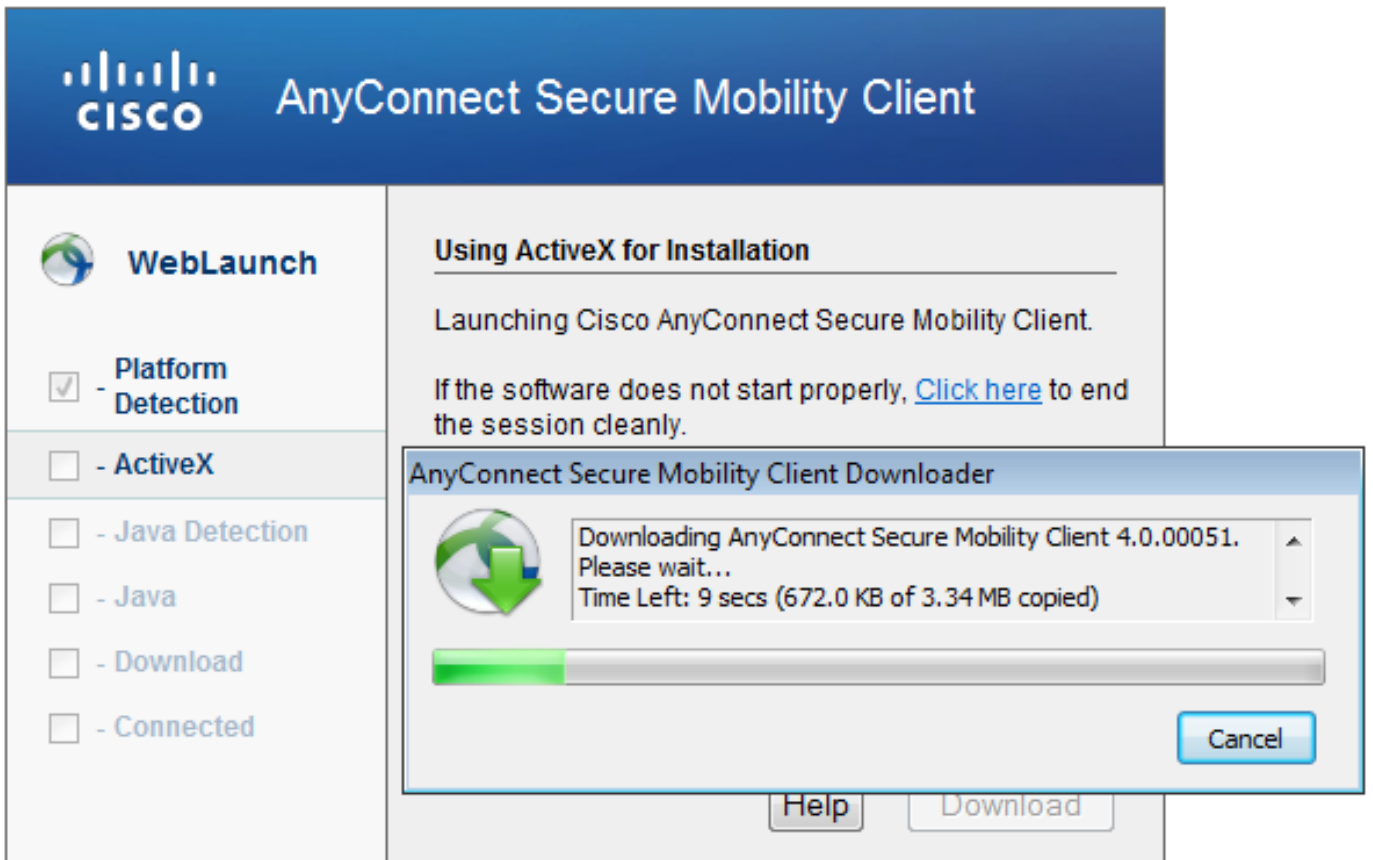 CISCO
AnyConnect Secure Mobility Client
WebLaunch
- Platform
Detection
- ActiveX
- Java Detection
- Java
- Download
- Connected
Using ActiveX for Installation
Launching Cisco AnyConnect Secure Mobility Client.
If the software does not start properly, Click here to end
the session cleanly.
AnyConnect Secure Mobility Client Downloader
Downloading AnyConnect Secure Mobility Client 4.0.00051.
Please wait...
Time Left: 9 secs (672.0 KB of 3.34 MB copied)
Cancel
Help
Download